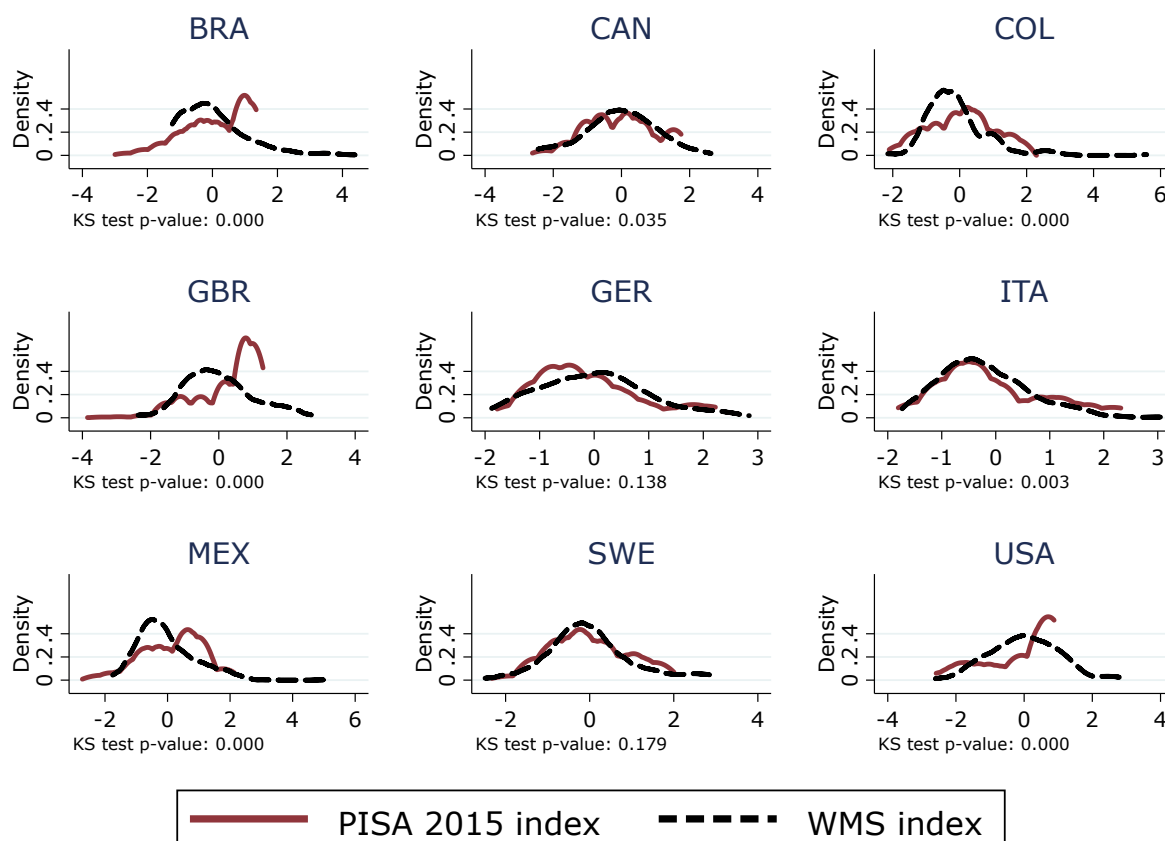 BRA
Density
0 .2 .4
-4 -2 0 2 4
KS test p-value: 0.000
CAN
Density
0 .2 .4
-4 -2 0 2 4
KS test p-value: 0.035
COL
Density
0 .2 .4
-2 0 2 4 6
KS test p-value: 0.000
GBR
Density
0 .2 .4
-4 -2 0 2 4
KS test p-value: 0.000
GER
Density
0 .2 .4
-2 -1 0 1 2 3
KS test p-value: 0.138
ITA
Density
0 .2 .4
-2 -1 0 1 2 3
KS test p-value: 0.003
MEX
Density
0 .2 .4
-2 0 2 4 6
KS test p-value: 0.000
SWE
Density
0 .2 .4
-2 0 2 4
KS test p-value: 0.179
USA
Density
0 .2 .4
-4 -2 0 2 4
KS test p-value: 0.000
PISA 2015 index WMS index